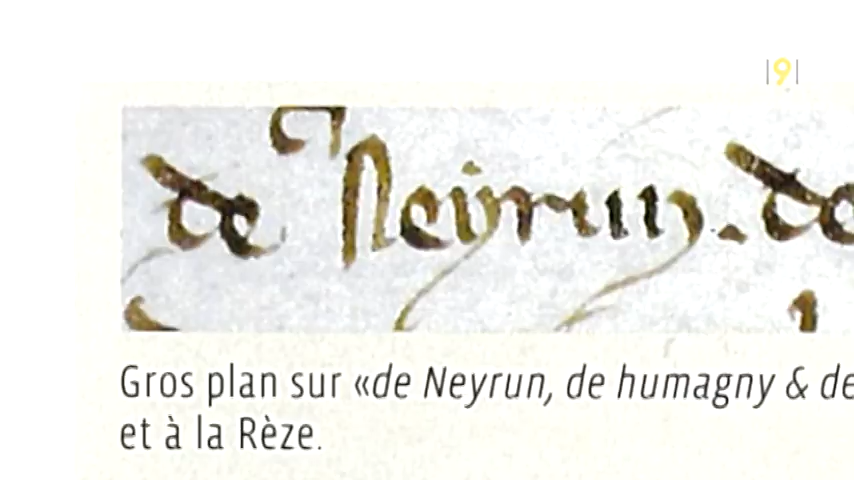 |9|
de Neyrun. de
Gros plan sur «de Neyrun, de humagny & de
et à la Rèze.